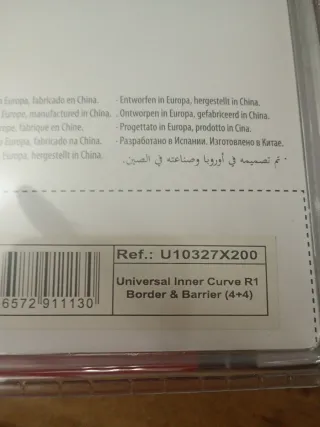 n Europa, fabricado en China.
Europe, manufactured in China.
rope, fabriqué en Chine.
o Europa, fabricado na China.
Europa, hergestellt in China.
· Entworfen in Europa, hergestellt in China.
· Ontworpen in Europa, gefabriceerd in China.
· Progettato in Europa, prodotto in Cina.
· Разработано в Испании. Изготовлено в Китае.
· تم تصميمه في أوروبا وصناعته في الصين.
Ref.: U10327X200
Universal Inner Curve R1
Border & Barrier (4+4)
6572 911130